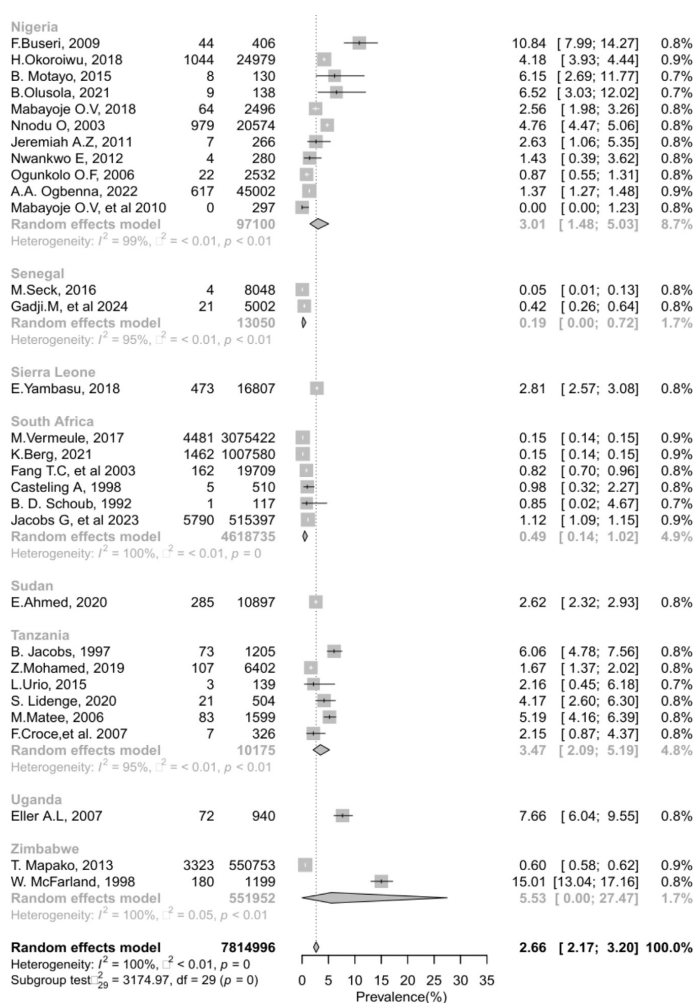 Nigeria
F.Buseri, 2009 44 406 10.84 [ 7.99; 14.27] 0.8%
H.Okoroiwu, 2018 1044 24979 4.18 [ 3.93; 4.44] 0.9%
B. Motayo, 2015 8 130 6.15 [ 2.69; 11.77] 0.7%
B.Olusola, 2021 9 138 6.52 [ 3.03; 12.02] 0.7%
Mabayoje O.V, 2018 64 2496 2.56 [ 1.98; 3.26] 0.8%
Nnodu O, 2003 979 20574 4.76 [ 4.47; 5.06] 0.8%
Jeremiah A.Z, 2011 7 266 2.63 [ 1.06; 5.35] 0.8%
Nwankwo E, 2012 4 280 1.43 [ 0.39; 3.62] 0.8%
Ogunkolo O.F, 2006 22 2532 0.87 [ 0.55; 1.31] 0.8%
A.A. Ogbenna, 2022 617 45002 1.37 [ 1.27; 1.48] 0.9%
Mabayoje O.V, et al 2010 0 297 0.00 [ 0.00; 1.23] 0.8%
Random effects model 97100 3.01 [ 1.48; 5.03] 8.7%
Heterogeneity: I² = 99%, □² = < 0.01, p < 0.01
Senegal
M.Seck, 2016 4 8048 0.05 [ 0.01; 0.13] 0.8%
Gadji.M, et al 2024 21 5002 0.42 [ 0.26; 0.64] 0.8%
Random effects model 13050 0.19 [ 0.00; 0.72] 1.7%
Heterogeneity: I² = 95%, □² = < 0.01, p < 0.01
Sierra Leone
E.Yambasu, 2018 473 16807 2.81 [ 2.57; 3.08] 0.8%
South Africa
M.Vermeule, 2017 4481 3075422 0.15 [ 0.14; 0.15] 0.9%
K.Berg, 2021 1462 1007580 0.15 [ 0.14; 0.15] 0.9%
Fang T.C, et al 2003 162 19709 0.82 [ 0.70; 0.96] 0.8%
Casteling A, 1998 5 510 0.98 [ 0.32; 2.27] 0.8%
B. D. Schoub, 1992 1 117 0.85 [ 0.02; 4.67] 0.7%
Jacobs G, et al 2023 5790 515397 1.12 [ 1.09; 1.15] 0.9%
Random effects model 4618735 0.49 [ 0.14; 1.02] 4.9%
Heterogeneity: I² = 100%, □² = < 0.01, p = 0
Sudan
E.Ahmed, 2020 285 10897 2.62 [ 2.32; 2.93] 0.8%
Tanzania
B. Jacobs, 1997 73 1205 6.06 [ 4.78; 7.56] 0.8%
Z.Mohamed, 2019 107 6402 1.67 [ 1.37; 2.02] 0.8%
L.Urio, 2015 3 139 2.16 [ 0.45; 6.18] 0.7%
S. Lidenge, 2020 21 504 4.17 [ 2.60; 6.30] 0.8%
M.Matee, 2006 83 1599 5.19 [ 4.16; 6.39] 0.8%
F.Croce,et al. 2007 7 326 2.15 [ 0.87; 4.37] 0.8%
Random effects model 10175 3.47 [ 2.09; 5.19] 4.8%
Heterogeneity: I² = 95%, □² = < 0.01, p < 0.01
Uganda
Eller A.L, 2007 72 940 7.66 [ 6.04; 9.55] 0.8%
Zimbabwe
T. Mapako, 2013 3323 550753 0.60 [ 0.58; 0.62] 0.9%
W. McFarland, 1998 180 1199 15.01 [13.04; 17.16] 0.8%
Random effects model 551952 5.53 [ 0.00; 27.47] 1.7%
Heterogeneity: I² = 100%, □² = 0.05, p < 0.01
Random effects model 7814996 2.66 [ 2.17; 3.20] 100.0%
Heterogeneity: I² = 100%, □² < 0.01, p = 0
Subgroup test□²₂₉ = 3174.97, df = 29 (p = 0)
0 5 10 15 20 25 30 35
Prevalence(%)